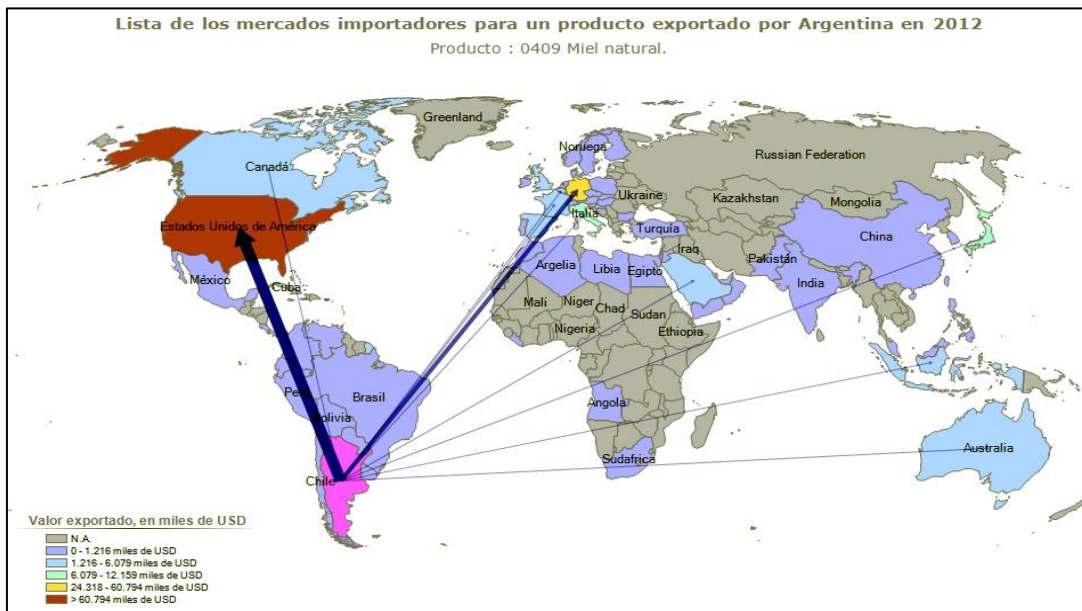 Lista de los mercados importadores para un producto exportado por Argentina en 2012
Producto : 0409 Miel natural.
Greenland
Noruega
Russian Federation
Canadá
Ukraine
Kazakhstan
Mongolia
Italia
Estados Unidos de América
Turquía
China
Iraq
Pakistán
México
Argelia
Libia
Egipto
India
Cuba
Mali
Niger
Chad
Sudan
Nigeria
Ethiopia
Perú
Brasil
Angola
Bolivia
Australia
Sudafrica
Chile
Valor exportado, en miles de USD
N.A.
0 - 1.216 miles de USD
1.216 - 6.079 miles de USD
6.079 - 12.159 miles de USD
24.318 - 60.794 miles de USD
> 60.794 miles de USD